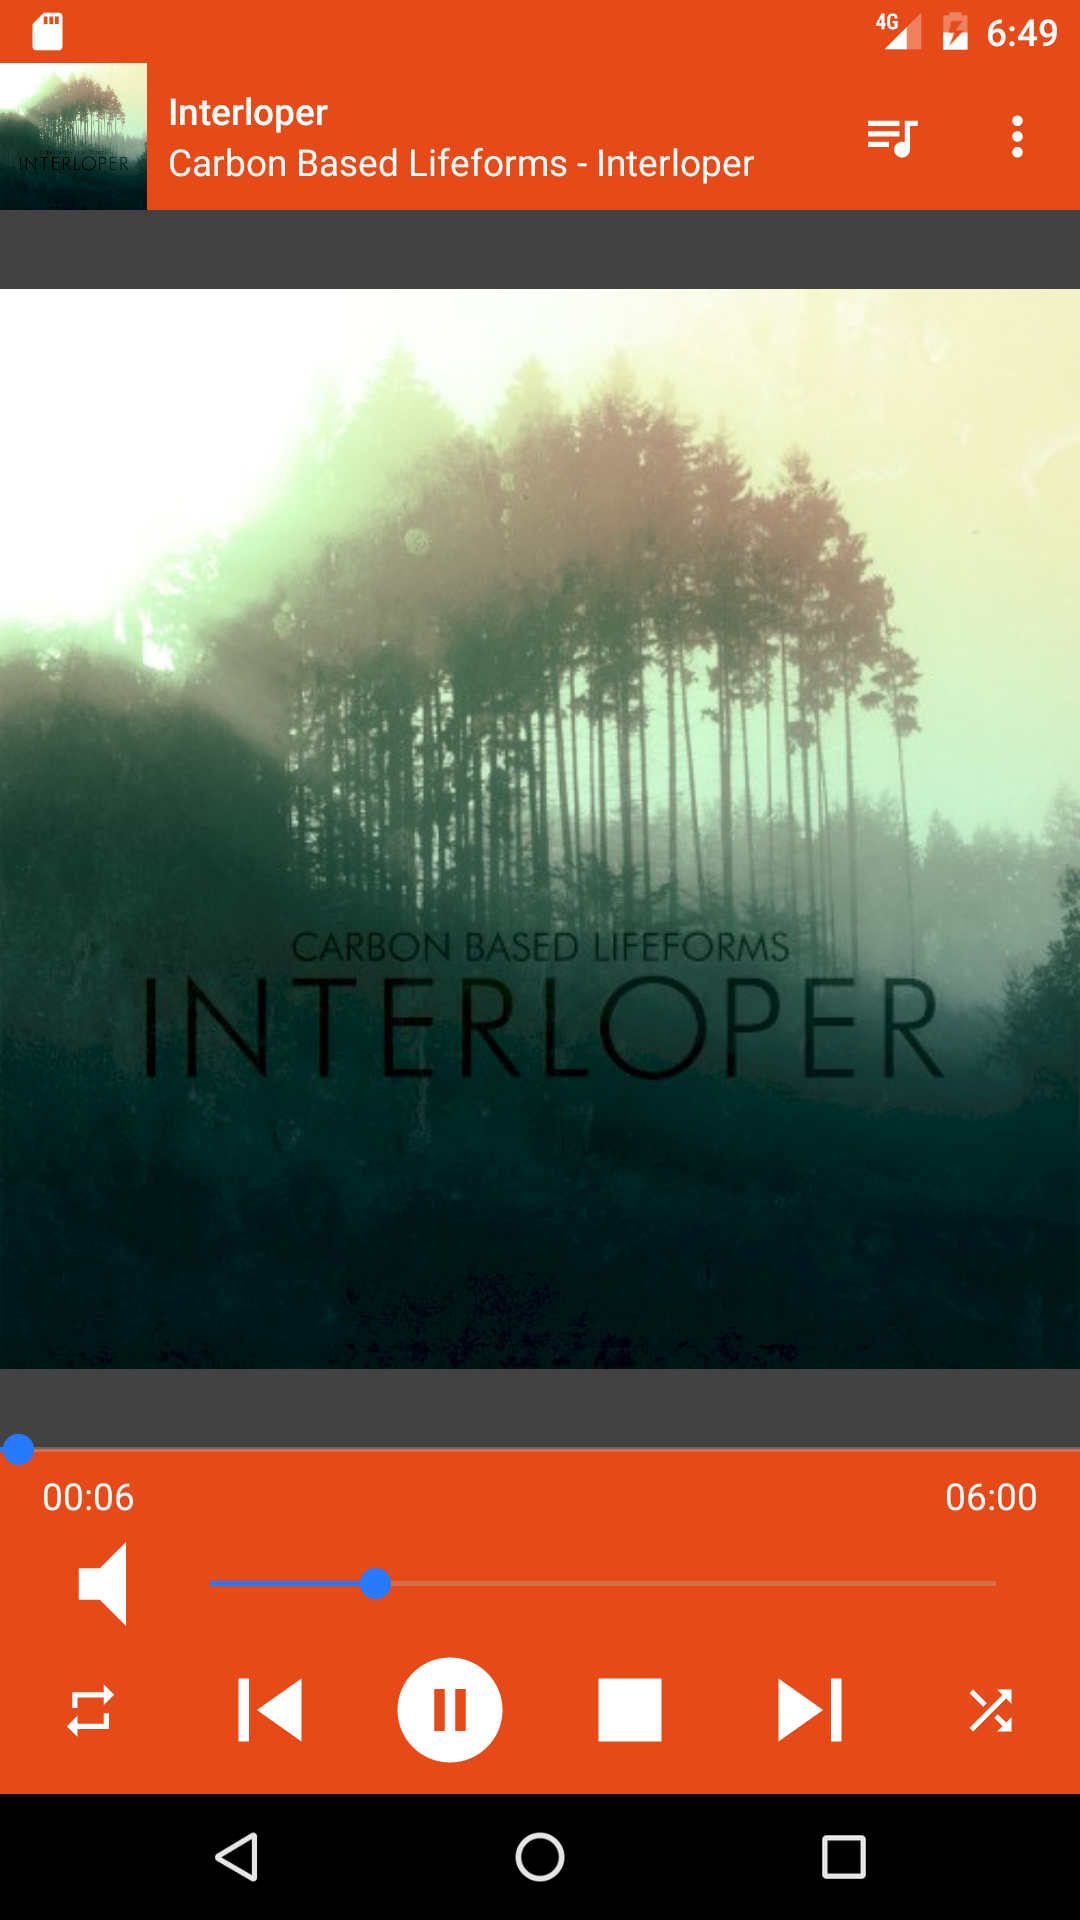 4G 6:49
INTERLOPER
Interloper
Carbon Based Lifeforms - Interloper
CARBON BASED LIFEFORMS
INTERLOPER
00:06 06:00